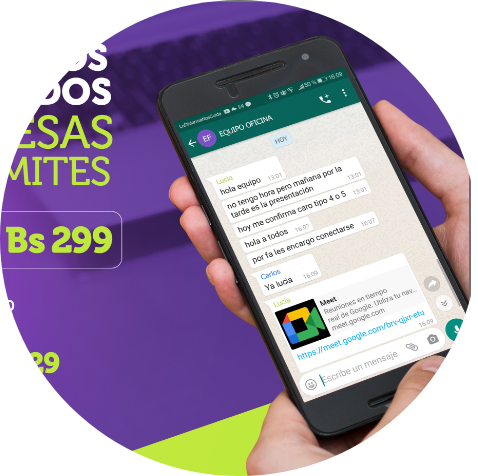 OS
DOS
ESAS
MITES
Bs 299
29
16:09
EF EQUIPO OFICINA
HOY
Lucia
hola equipo 13:01
no tengo hora pero mañana por la
tarde es la presentación 13:01
hoy me confirma caro tipo 4 o 5 13:01
hola a todos 16:07
por fa les encargo conectarse 16:07
Carlos
Ya lucia 16:09
Lucia
Meet
Reuniones en tiempo
real de Google. Utiliza tu nav...
meet.google.com
https://meet.google.com/brv-qjxr-etu
16:09
Escribe un mensaje